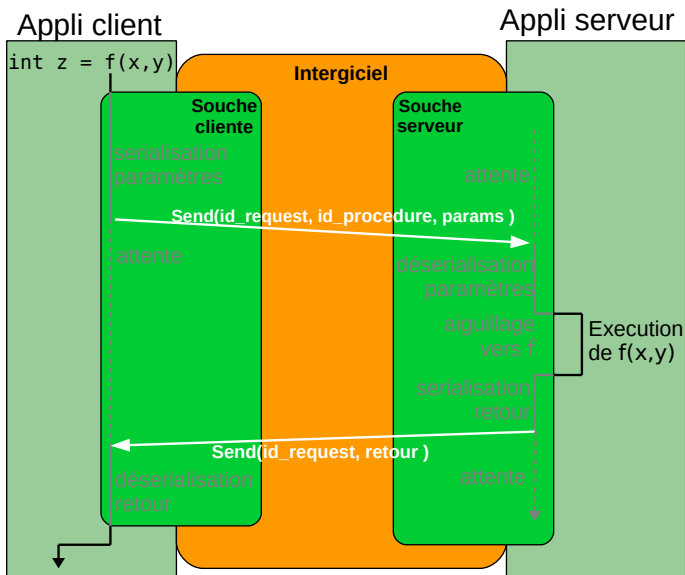 Appli client
Appli serveur
int z = f(x,y)
Intergiciel
Souche
cliente
Souche
serveur
serialisation
paramètres
attente
Send(id_request, id_procedure, params )
attente
déserialisation
paramètres
aiguillage
vers f
Execution
de f(x,y)
serialisation
retour
Send(id_request, retour )
déserialisation
retour
attente